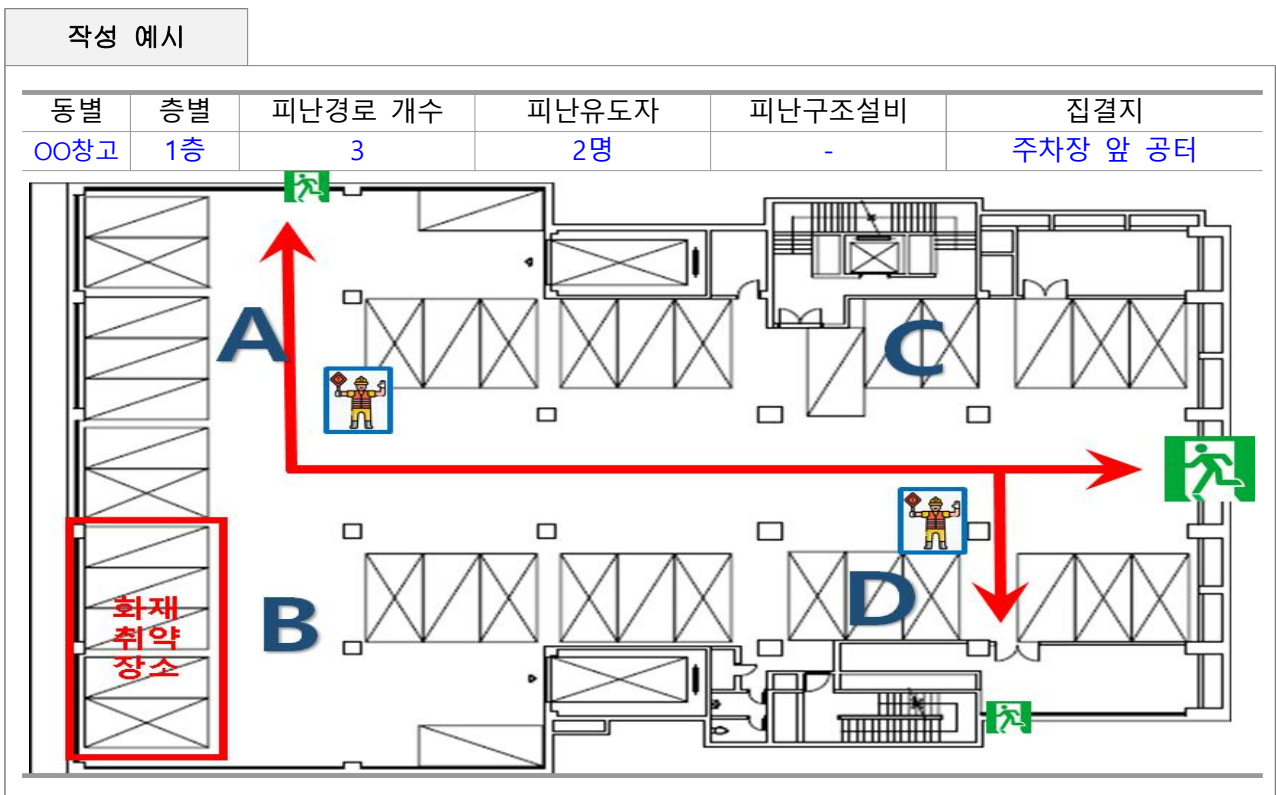 작성 예시
동별 층별 피난경로 개수 피난유도자 피난구조설비 집결지
OO창고 1층 3 2명 - 주차장 앞 공터
A
C
B
D
화재
취약
장소